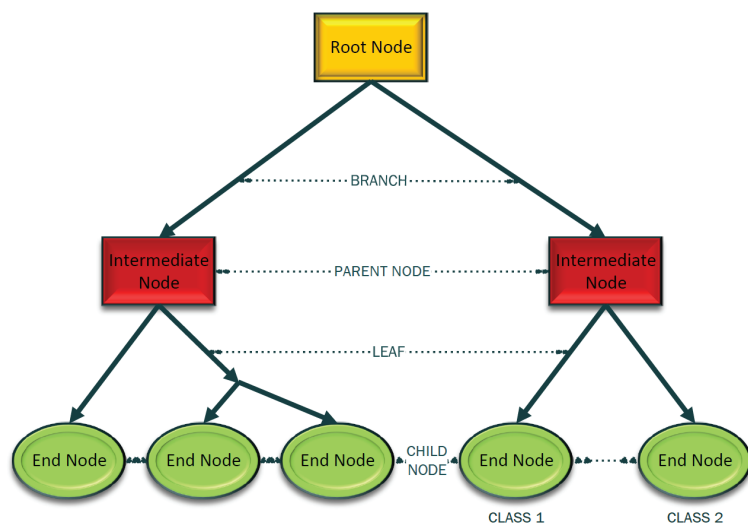 Root Node
BRANCH
Intermediate
Node
PARENT NODE
Intermediate
Node
LEAF
End Node
End Node
End Node
CHILD
NODE
End Node
End Node
CLASS 1
CLASS 2